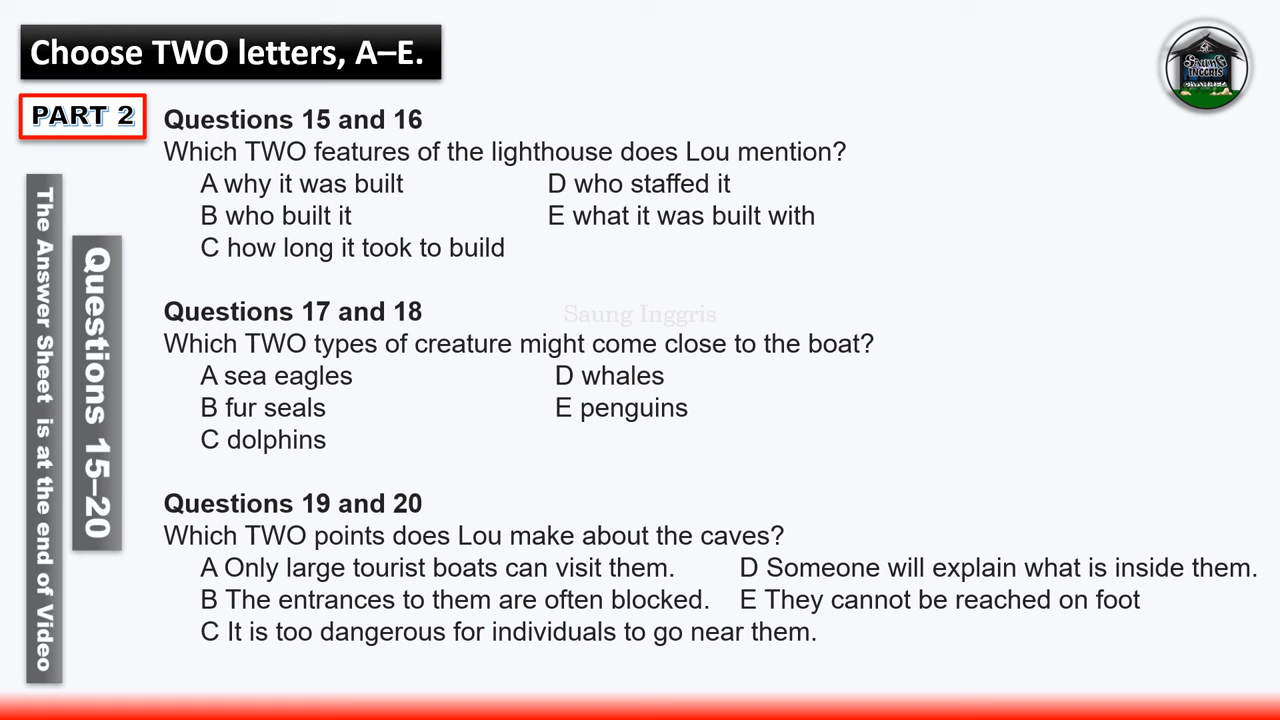 Choose TWO letters, A–E.
PART 2
The Answer Sheet is at the end of Video
Questions 15–20
Questions 15 and 16
Which TWO features of the lighthouse does Lou mention?
A why it was built D who staffed it
B who built it E what it was built with
C how long it took to build
Saung Inggris
Questions 17 and 18
Which TWO types of creature might come close to the boat?
A sea eagles D whales
B fur seals E penguins
C dolphins
Questions 19 and 20
Which TWO points does Lou make about the caves?
A Only large tourist boats can visit them. D Someone will explain what is inside them.
B The entrances to them are often blocked. E They cannot be reached on foot
C It is too dangerous for individuals to go near them.
SAUNG
INGGRIS